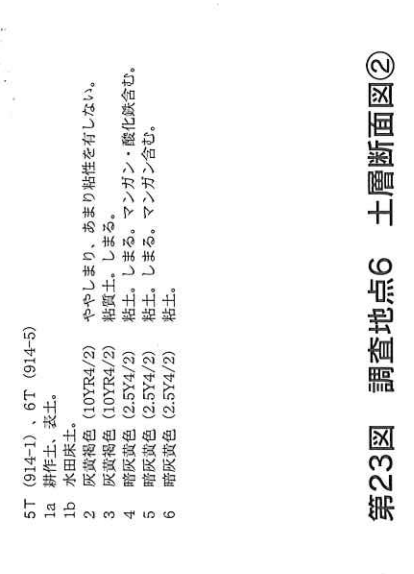 5T (914-1)、6T (914-5)
1a 耕作土、表土。
1b 水田床土。
2 灰黄褐色 (10YR4/2) ややしまり、あまり粘性を有しない。
3 灰黄褐色 (10YR4/2) 粘質土。しまる。
4 暗灰黄色 (2.5Y4/2) 粘土。しまる。マンガン・酸化鉄含む。
5 暗灰黄色 (2.5Y4/2) 粘土。しまる。マンガン含む。
6 暗灰黄色 (2.5Y4/2) 粘土。
第23図 調査地点6 土層断面図②